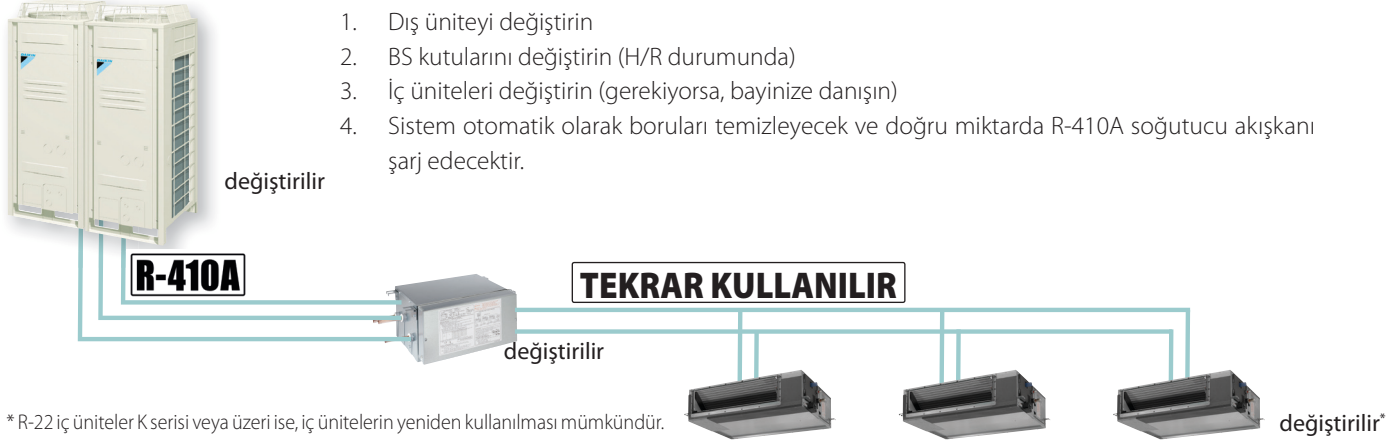 1. Dış üniteyi değiştirin
2. BS kutularını değiştirin (H/R durumunda)
3. İç üniteleri değiştirin (gerekiyorsa, bayinize danışın)
4. Sistem otomatik olarak boruları temizleyecek ve doğru miktarda R-410A soğutucu akışkanı
şarj edecektir.
değiştirilir
R-410A
TEKRAR KULLANILIR
değiştirilir
* R-22 iç üniteler K serisi veya üzeri ise, iç ünitelerin yeniden kullanılması mümkündür.
değiştirilir*